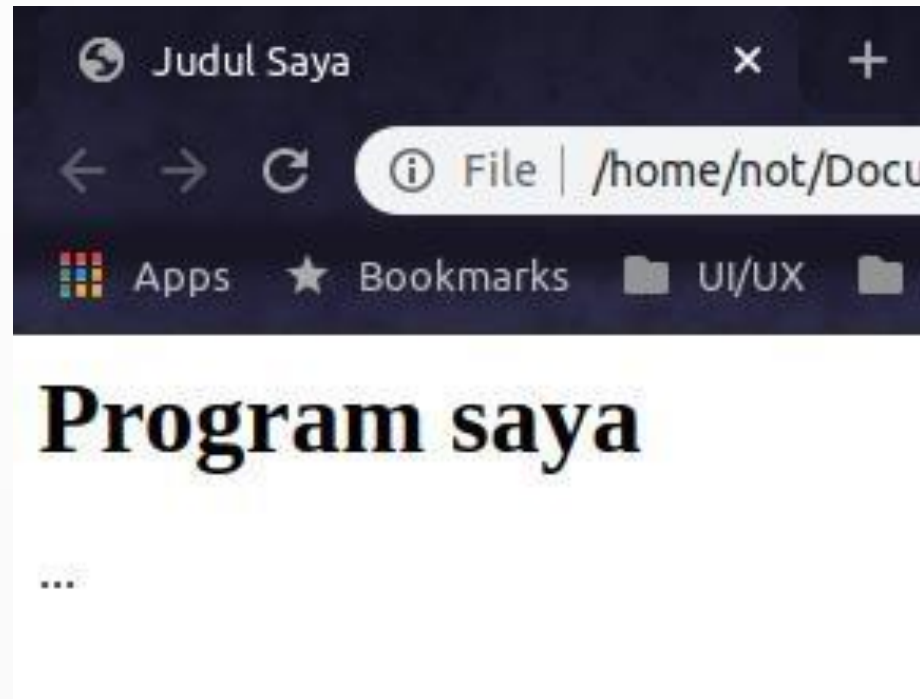 Judul Saya
File | /home/not/Docu
Apps Bookmarks UI/UX
Program saya
...